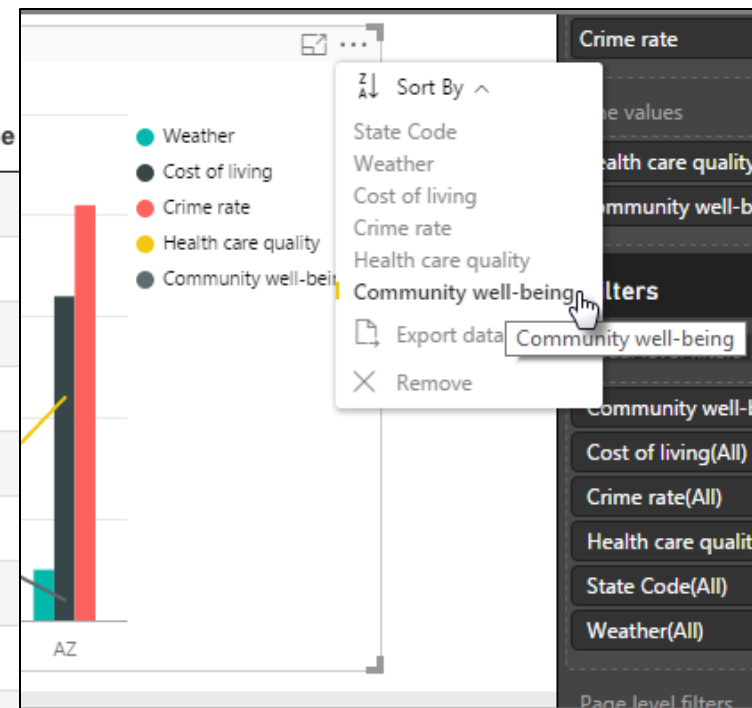 Sort By
State Code
Weather
Cost of living
Crime rate
Health care quality
Community well-being
Export data
Remove
Community well-being
Weather
Cost of living
Crime rate
Health care quality
Community well-bei
AZ
Crime rate
values
ealth care quality
mmunity well-b
lters
Community well-b
Cost of living(All)
Crime rate(All)
Health care qualit
State Code(All)
Weather(All)
Page level filters